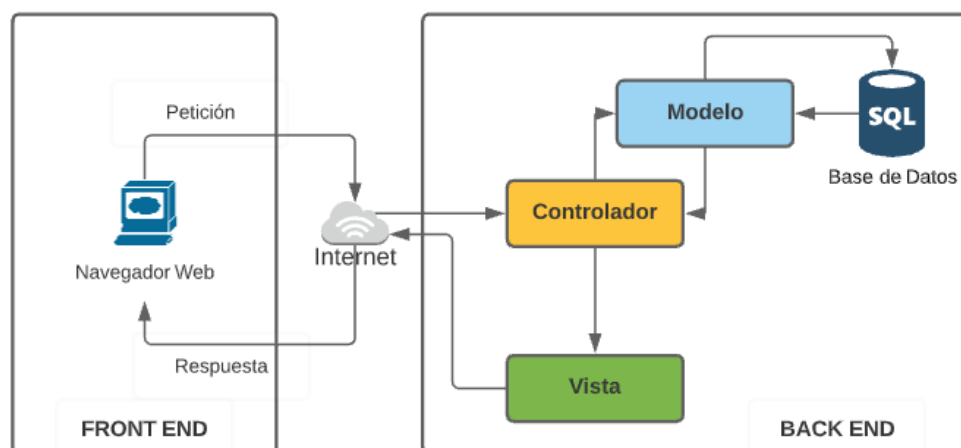 Petición
Navegador Web
Respuesta
FRONT END
Internet
Modelo
SQL
Base de Datos
Controlador
Vista
BACK END